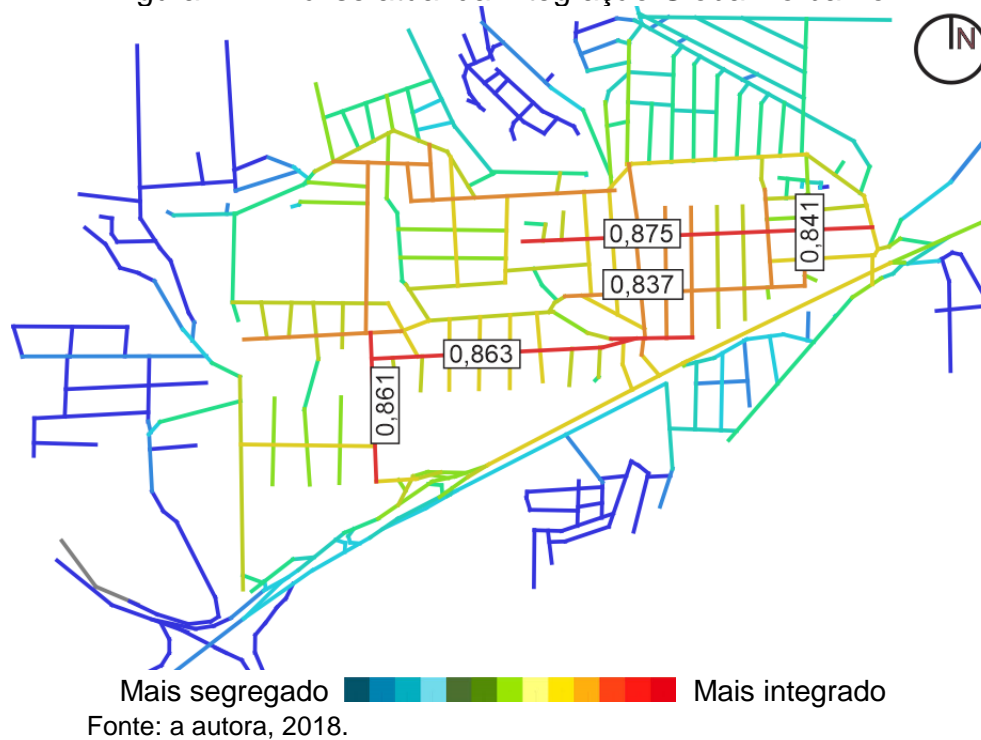 N
0,875
0,841
0,837
0,863
0,861
Mais segregado Mais integrado
Fonte: a autora, 2018.